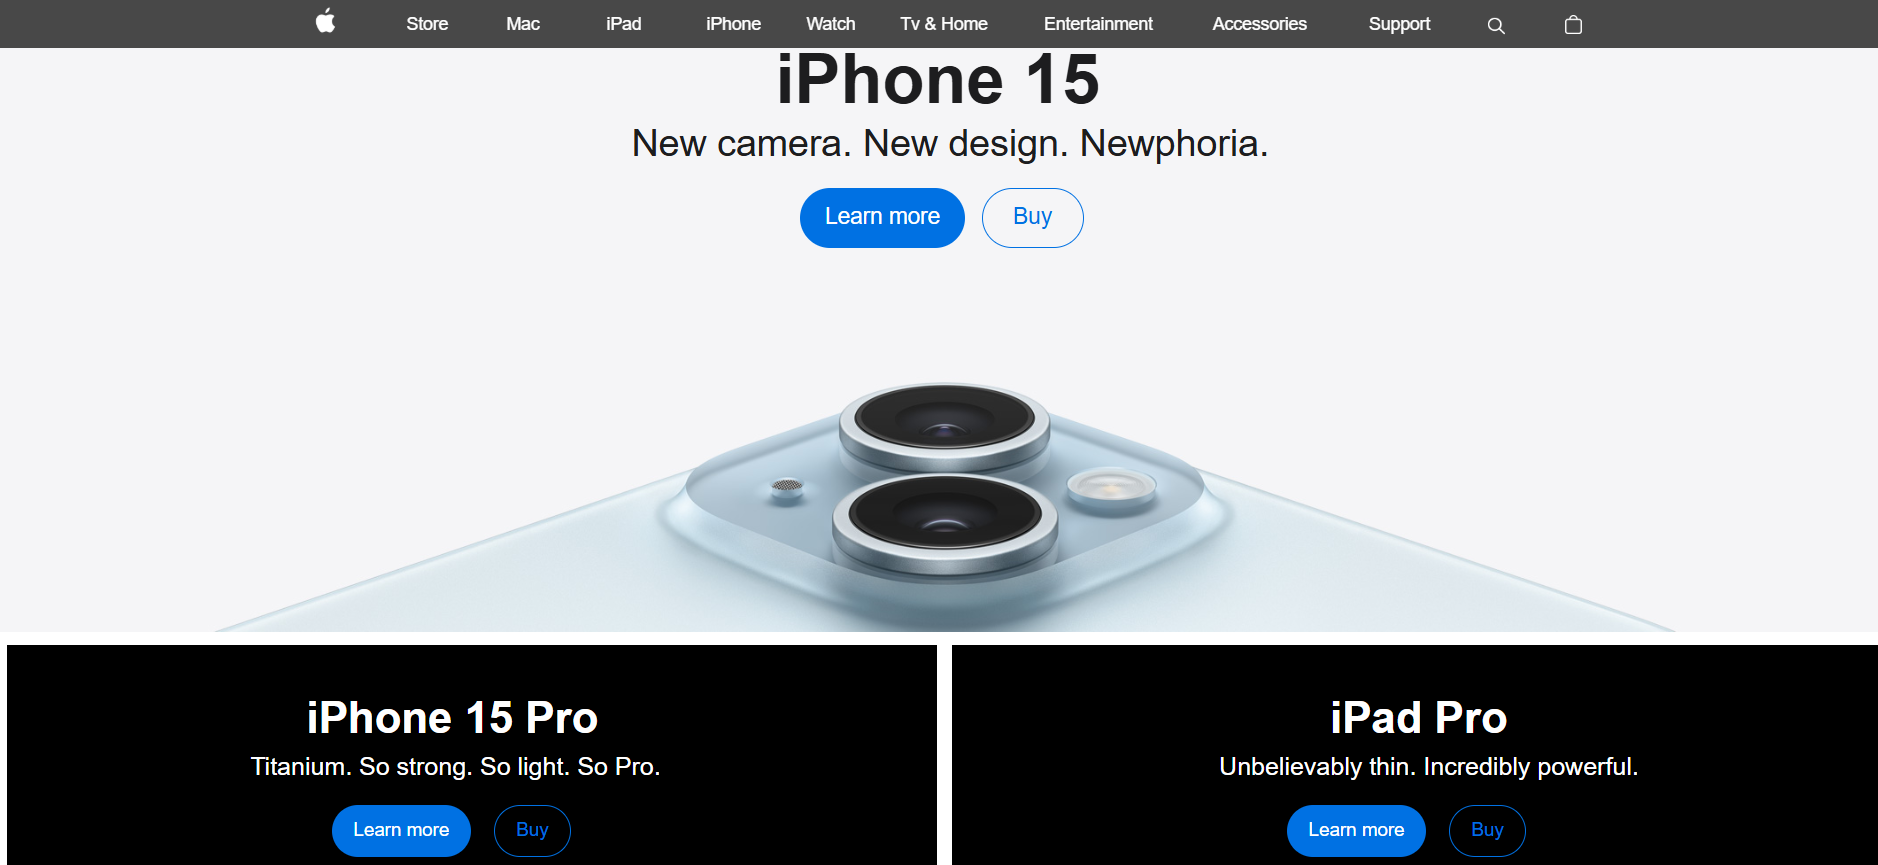 Store Mac iPad iPhone Watch Tv & Home Entertainment Accessories Support
iPhone 15
New camera. New design. Newphoria.
Learn more Buy
iPhone 15 Pro
Titanium. So strong. So light. So Pro.
Learn more Buy
iPad Pro
Unbelievably thin. Incredibly powerful.
Learn more Buy